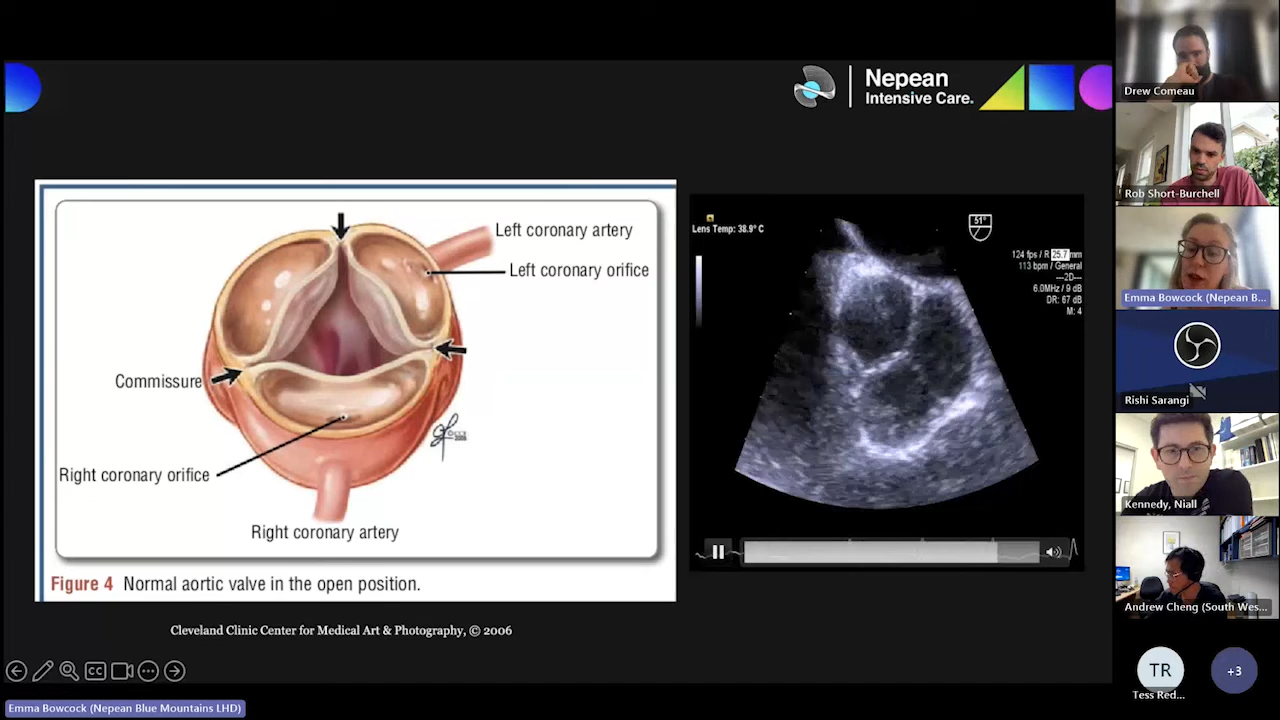 Nepean
Intensive Care.
Left coronary artery
Left coronary orifice
Commissure
Right coronary orifice
Right coronary artery
Figure 4 Normal aortic valve in the open position.
Cleveland Clinic Center for Medical Art & Photography, © 2006
Lens Temp: 38.9° C
51°
124 fps / R 25.7 mm
113 bpm / General
---2D---
6.0MHz / 9 dB
DR: 67 dB
M: 4
CC
Emma Bowcock (Nepean Blue Mountains LHD)
Drew Comeau
Rob Short-Burchell
Emma Bowcock (Nepean B...
Rishi Sarangi
Kennedy, Niall
Andrew Cheng (South Wes...
TR
Tess Red...
+3